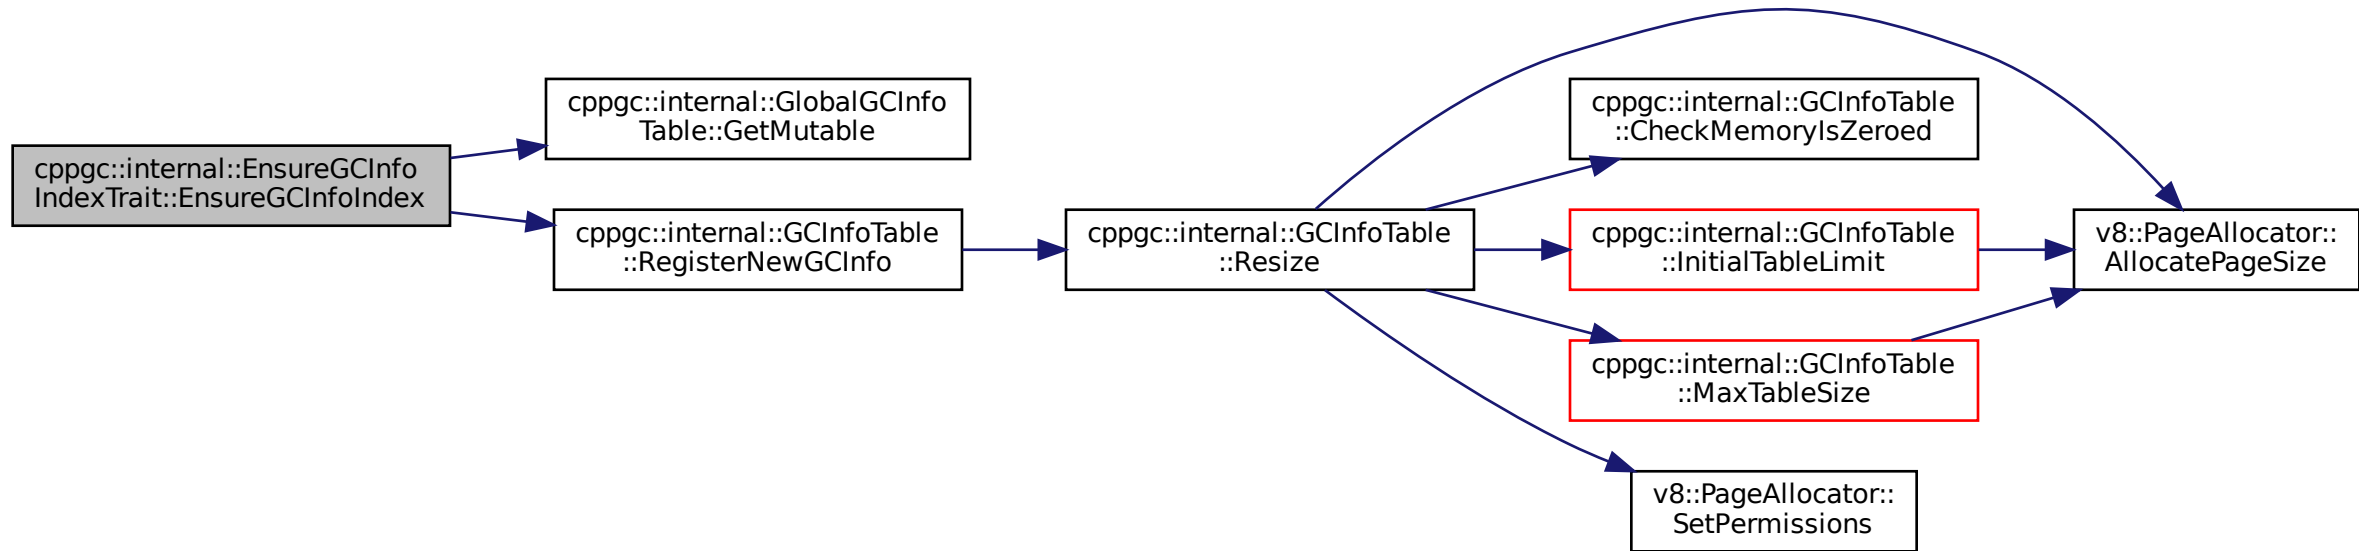 cppgc::internal::EnsureGCInfo
IndexTrait::EnsureGCInfoIndex
cppgc::internal::GlobalGCInfo
Table::GetMutable
cppgc::internal::GCInfoTable
::RegisterNewGCInfo
cppgc::internal::GCInfoTable
::Resize
cppgc::internal::GCInfoTable
::CheckMemoryIsZeroed
cppgc::internal::GCInfoTable
::InitialTableLimit
cppgc::internal::GCInfoTable
::MaxTableSize
v8::PageAllocator::
SetPermissions
v8::PageAllocator::
AllocatePageSize